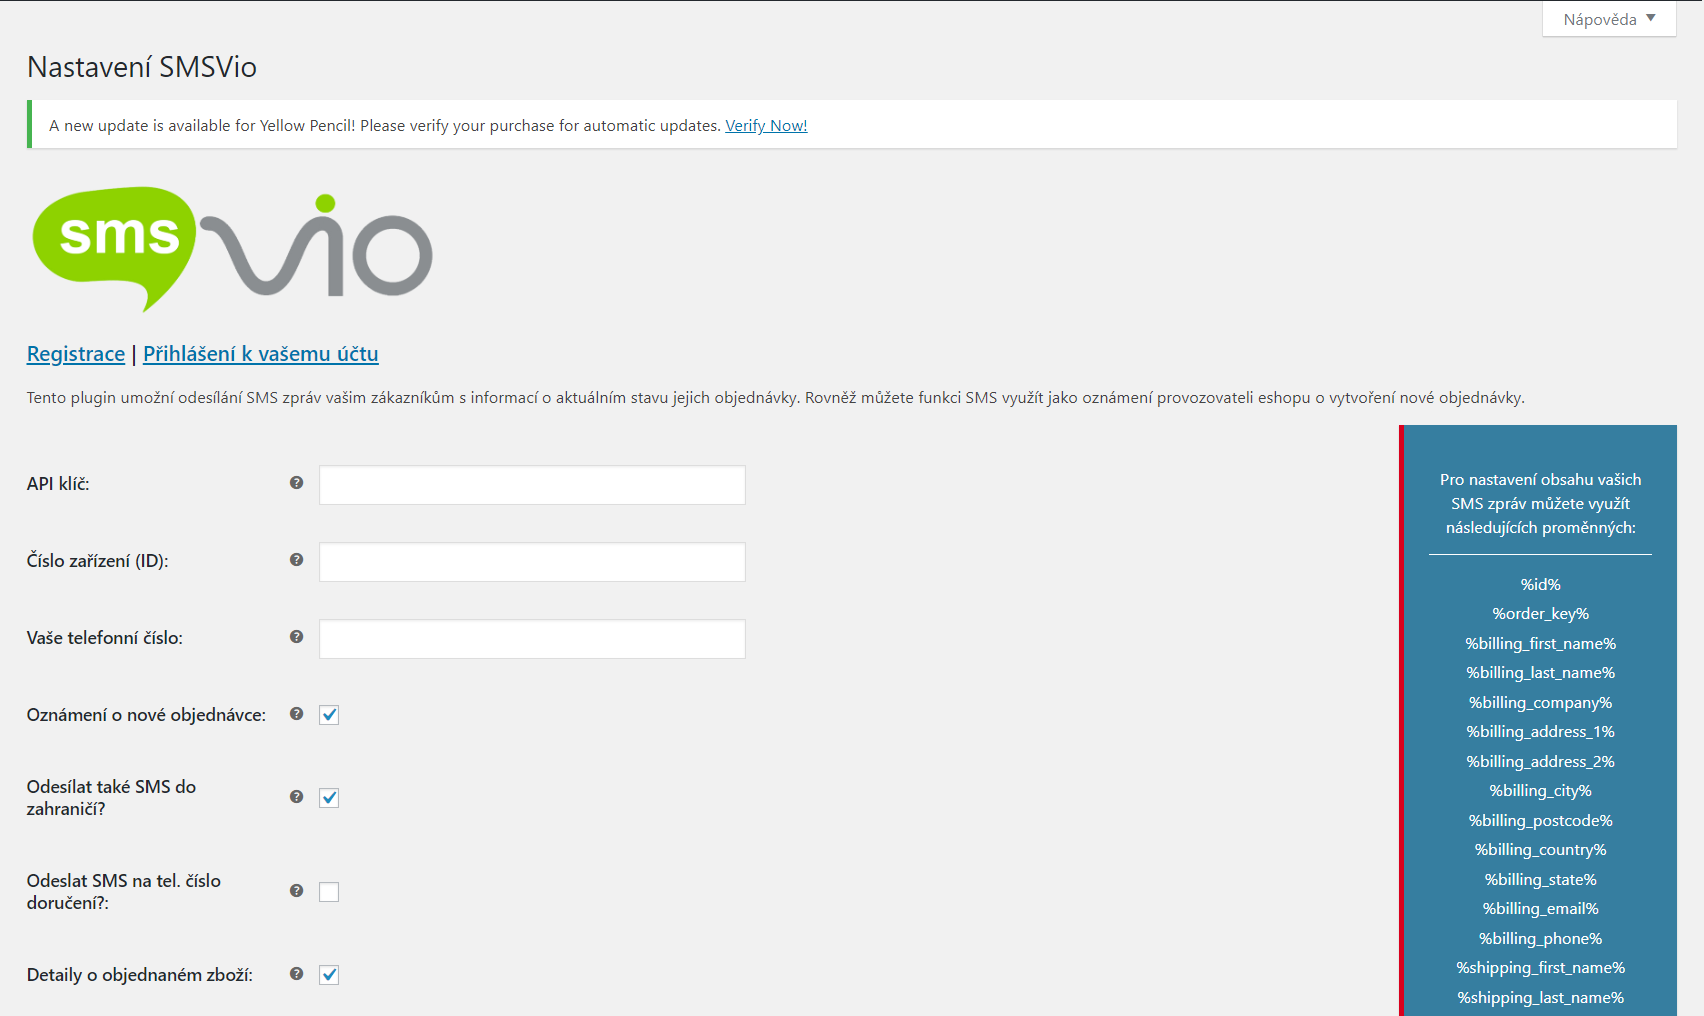 Nápověda
Nastavení SMSVio
A new update is available for Yellow Pencil! Please verify your purchase for automatic updates. Verify Now!
sms vio
Registrace | Přihlášení k vašemu účtu
Tento plugin umožní odesílání SMS zpráv vašim zákazníkům s informací o aktuálním stavu jejich objednávky. Rovněž můžete funkci SMS využít jako oznámení provozovateli eshopu o vytvoření nové objednávky.
API klíč:
Číslo zařízení (ID):
Vaše telefonní číslo:
Oznámení o nové objednávce:
Odesílat také SMS do
zahraničí?
Odeslat SMS na tel. číslo
doručení?:
Detaily o objednaném zboží:
Pro nastavení obsahu vašich
SMS zpráv můžete využít
následujících proměnných:
%id%
%order_key%
%billing_first_name%
%billing_last_name%
%billing_company%
%billing_address_1%
%billing_address_2%
%billing_city%
%billing_postcode%
%billing_country%
%billing_state%
%billing_email%
%billing_phone%
%shipping_first_name%
%shipping_last_name%